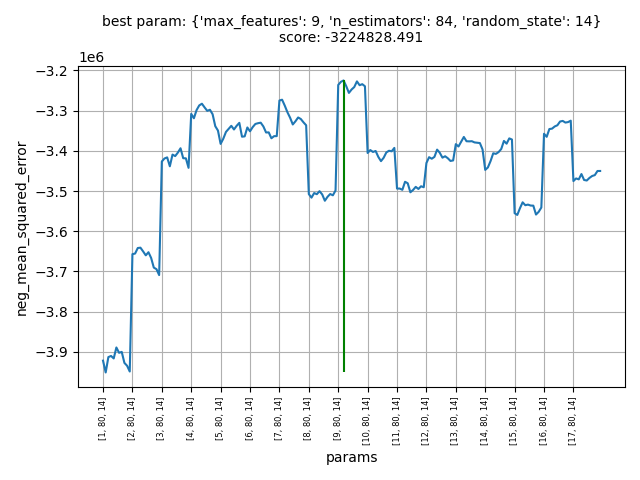 best param: {'max_features': 9, 'n_estimators': 84, 'random_state': 14}
score: -3224828.491
1e6
−3.2
−3.3
−3.4
−3.5
−3.6
−3.7
−3.8
−3.9
neg_mean_squared_error
[1, 80, 14]
[2, 80, 14]
[3, 80, 14]
[4, 80, 14]
[5, 80, 14]
[6, 80, 14]
[7, 80, 14]
[8, 80, 14]
[9, 80, 14]
[10, 80, 14]
[11, 80, 14]
[12, 80, 14]
[13, 80, 14]
[14, 80, 14]
[15, 80, 14]
[16, 80, 14]
[17, 80, 14]
params